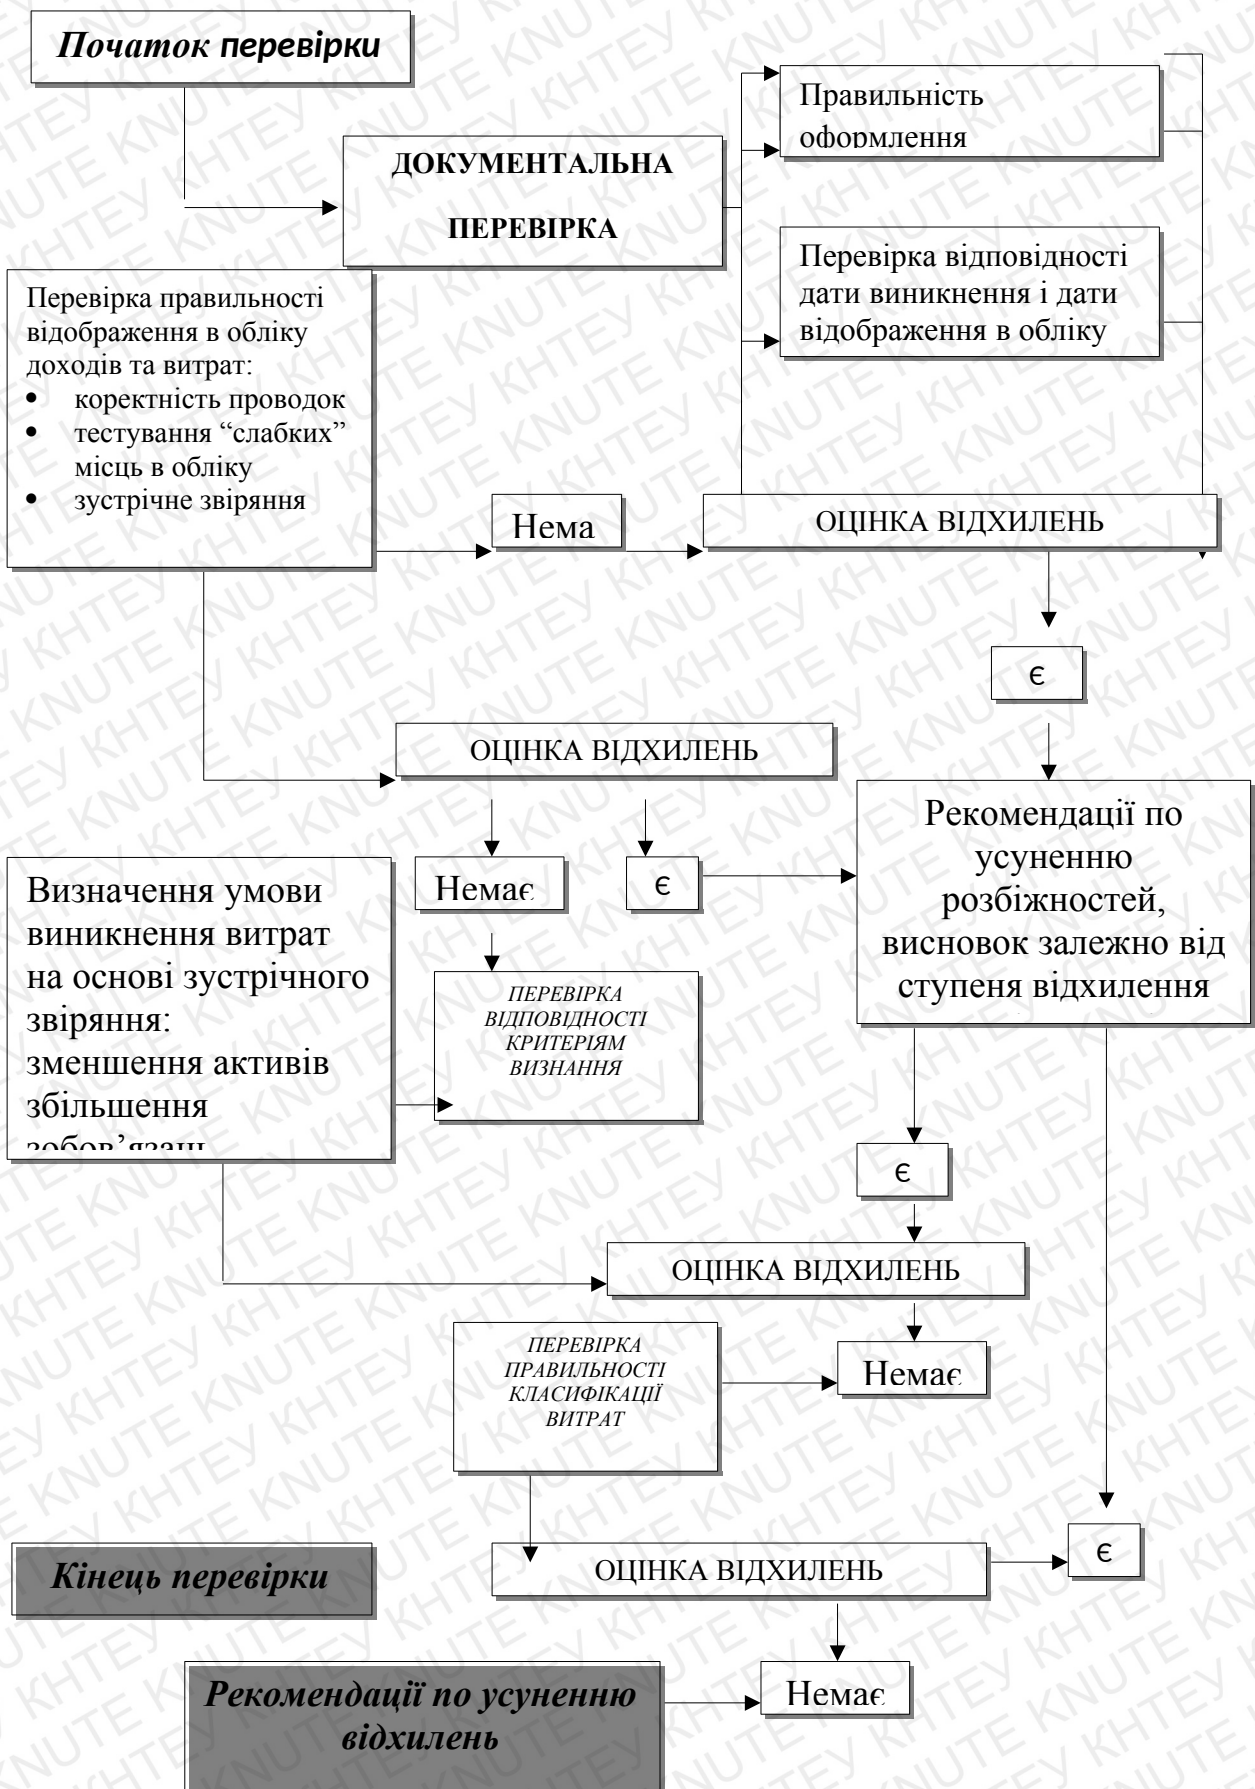 Початок перевірки
ДОКУМЕНТАЛЬНА
ПЕРЕВІРКА
Правильність
оформлення
Перевірка відповідності
дати виникнення і дати
відображення в обліку
Перевірка правильності
відображення в обліку
доходів та витрат:
• коректність проводок
• тестування “слабких”
місць в обліку
• зустрічне звіряння
Нема
ОЦІНКА ВІДХИЛЕНЬ
є
ОЦІНКА ВІДХИЛЕНЬ
Немає
є
Рекомендації по
усуненню
розбіжностей,
висновок залежно від
ступеня відхилення
Визначення умови
виникнення витрат
на основі зустрічного
звіряння:
зменшення активів
збільшення
зобов’язань
ПЕРЕВІРКА
ВІДПОВІДНОСТІ
КРИТЕРІЯМ
ВИЗНАННЯ
є
ОЦІНКА ВІДХИЛЕНЬ
ПЕРЕВІРКА
ПРАВИЛЬНОСТІ
КЛАСИФІКАЦІЇ
ВИТРАТ
Немає
є
Кінець перевірки
ОЦІНКА ВІДХИЛЕНЬ
Рекомендації по усуненню
відхилень
Немає